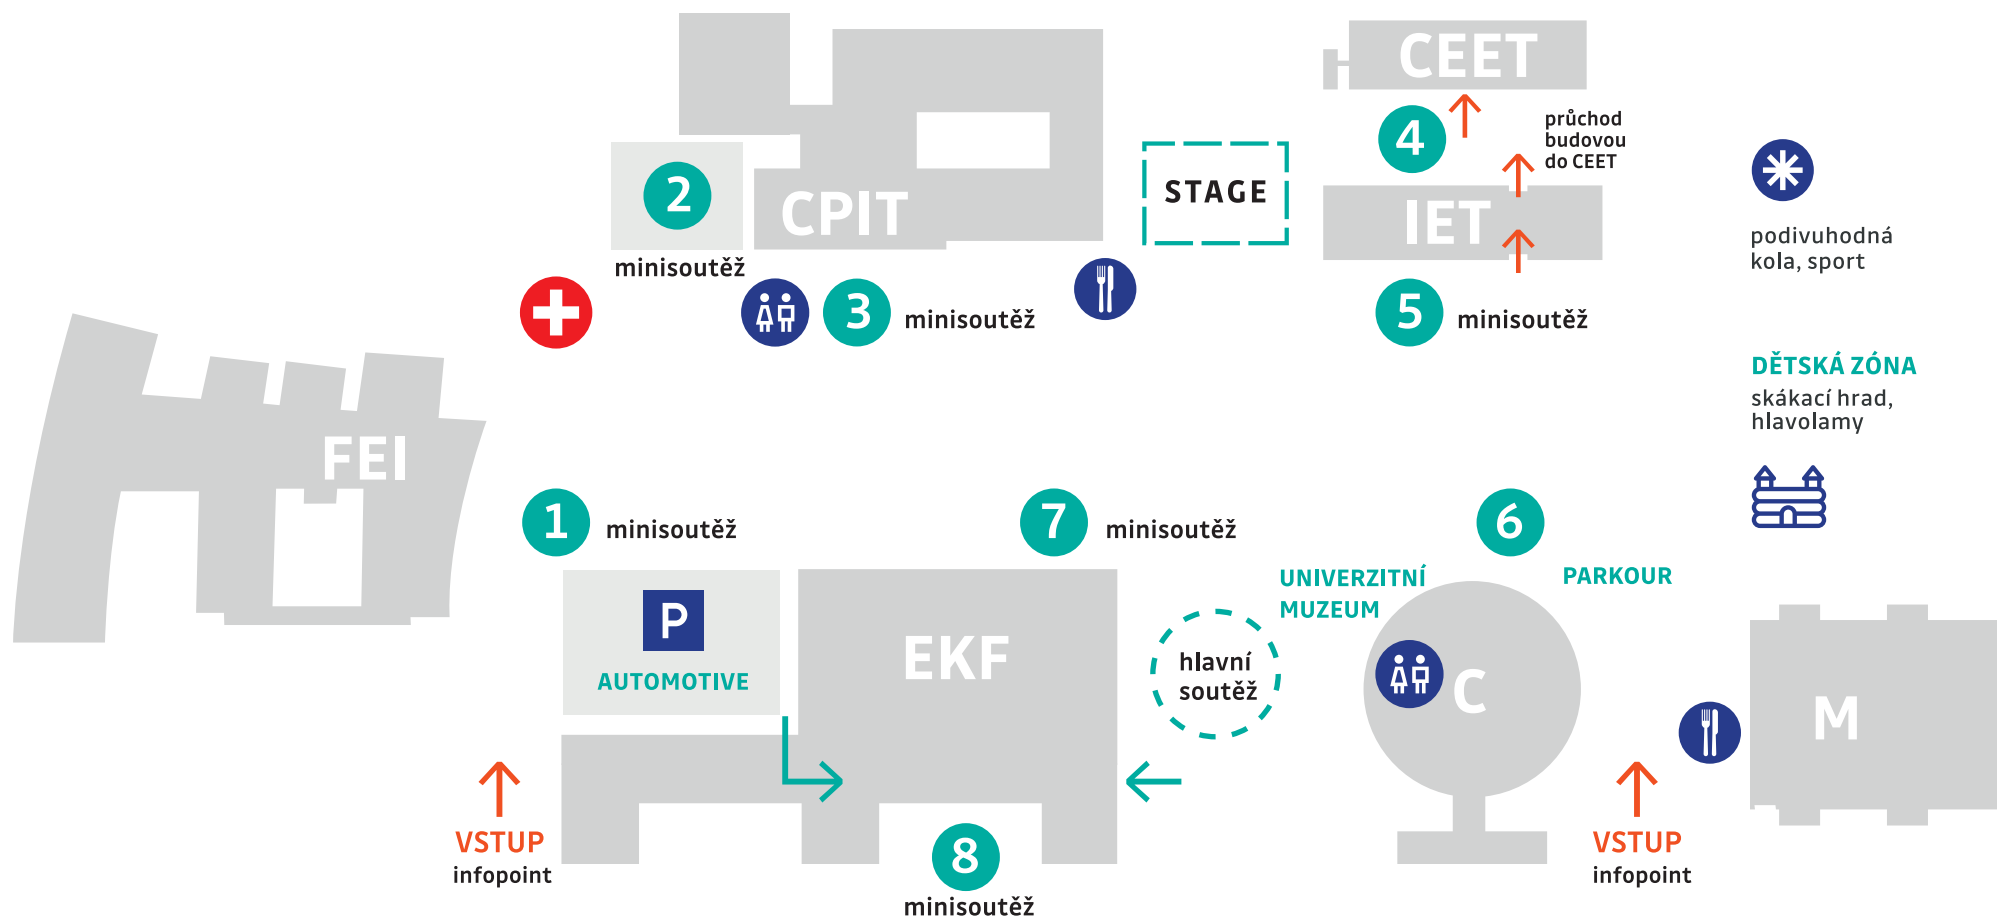 CEET
4
průchod
budovou
do CEET
2
minisoutěž
CPIT
STAGE
IET
podivuhodná
kola, sport
3
minisoutěž
5
minisoutěž
DĚTSKÁ ZÓNA
skákací hrad,
hlavolamy
FEI
1
minisoutěž
7
minisoutěž
6
UNIVERZITNÍ
MUZEUM
PARKOUR
P
AUTOMOTIVE
EKF
hlavní
soutěž
C
M
VSTUP
infopoint
8
minisoutěž
VSTUP
infopoint